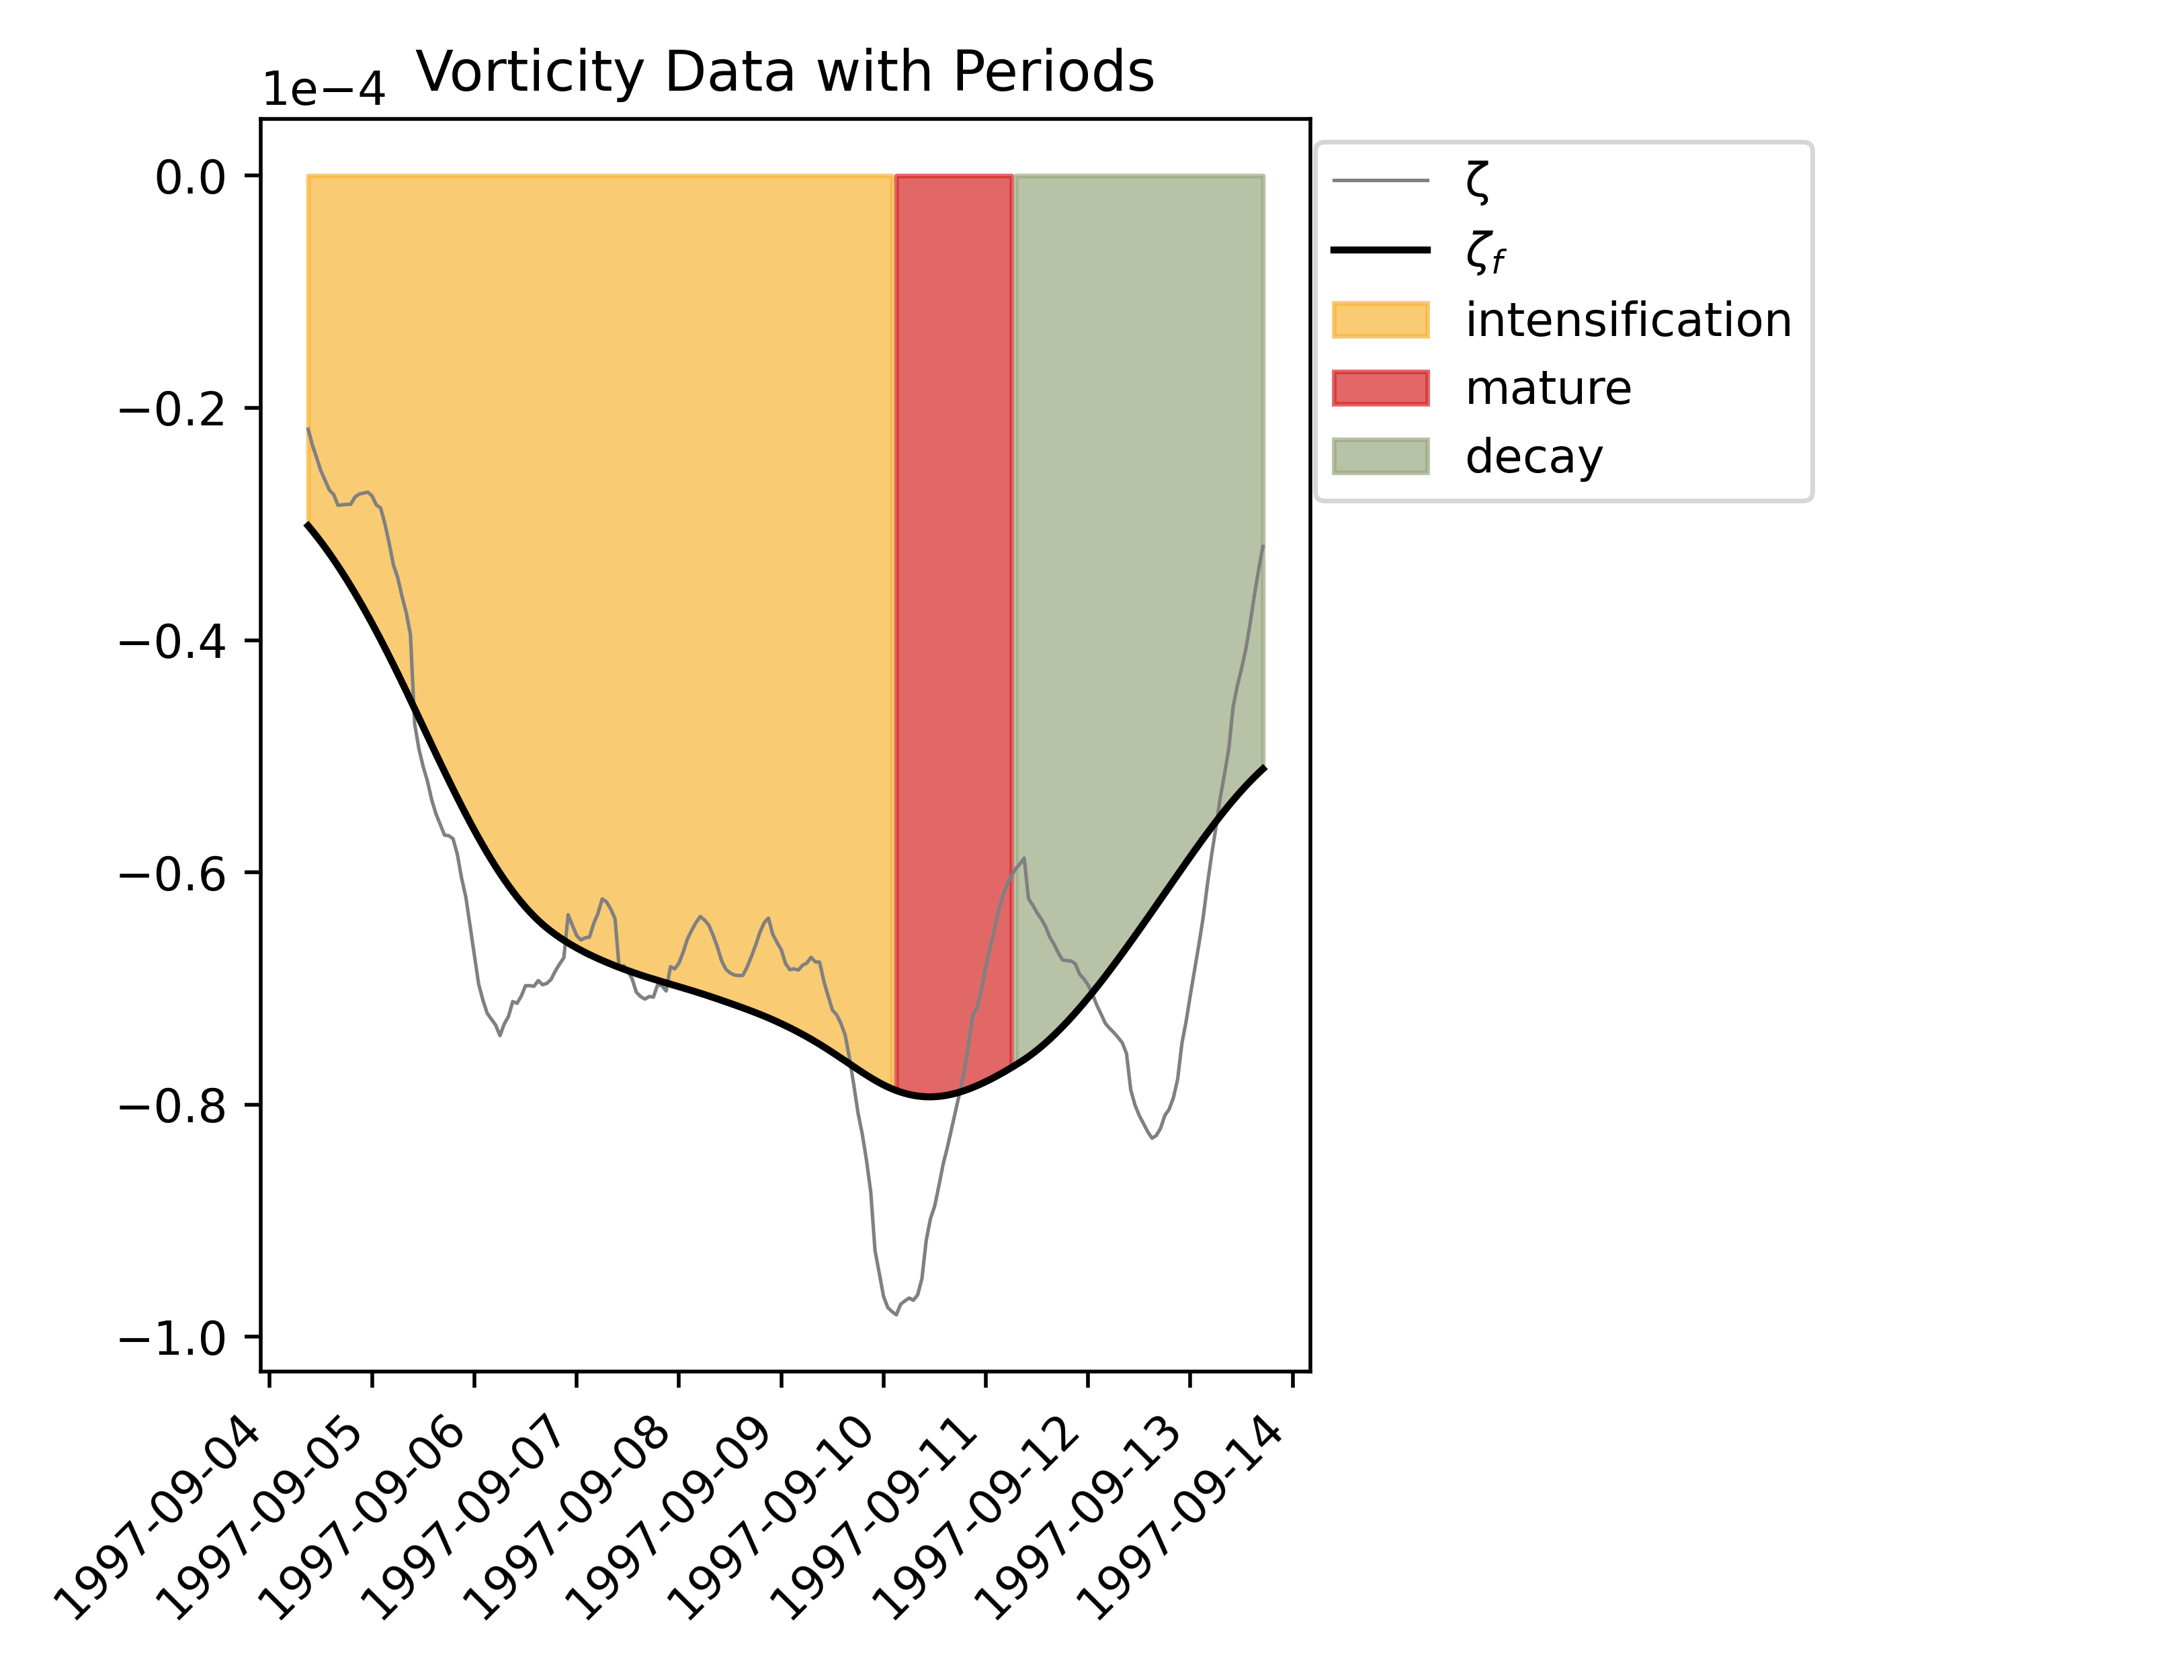 Vorticity Data with Periods
1e−4
0.0
−0.2
−0.4
−0.6
−0.8
−1.0
1997-09-04
1997-09-05
1997-09-06
1997-09-07
1997-09-08
1997-09-09
1997-09-10
1997-09-11
1997-09-12
1997-09-13
1997-09-14
ζ
ζf
intensification
mature
decay